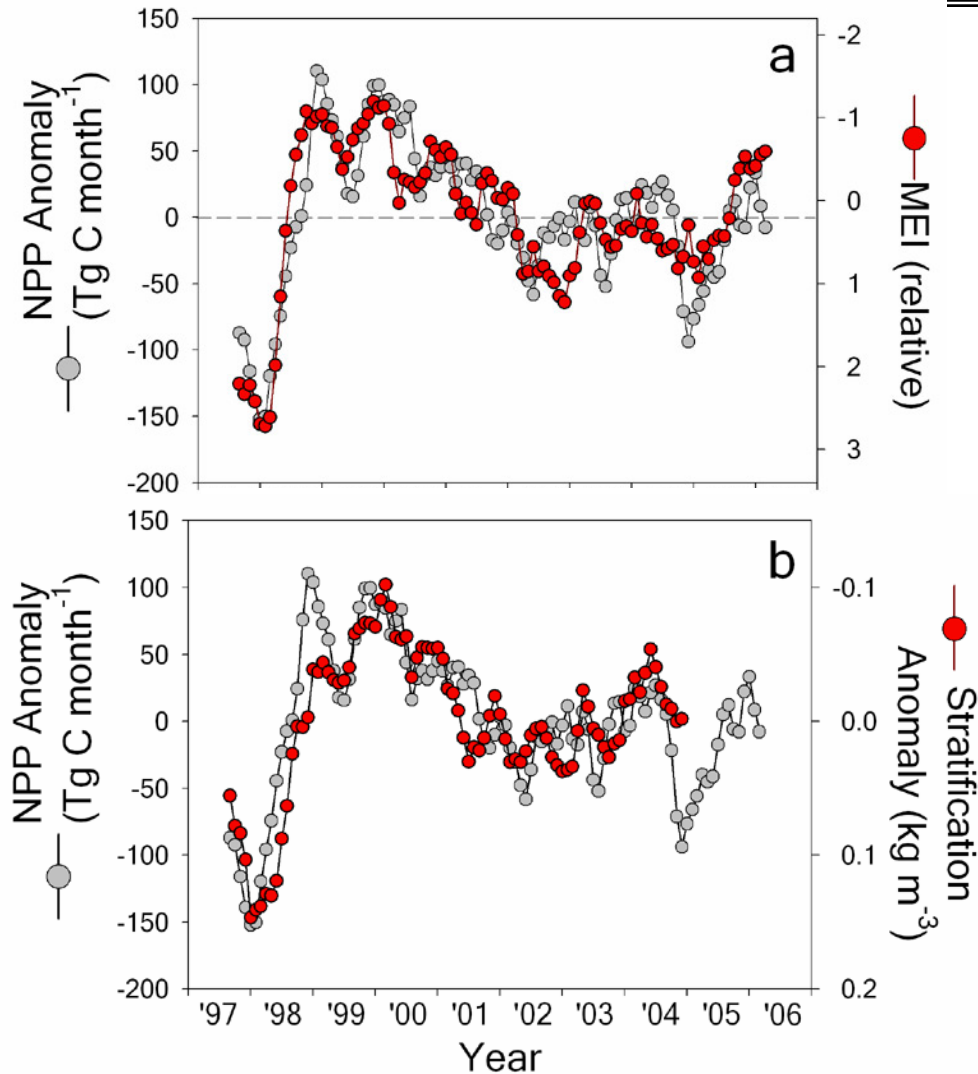 a
150
100
50
0
-50
-100
-150
-200
NPP Anomaly
(Tg C month⁻¹)
-2
-1
0
1
2
3
MEI (relative)
b
150
100
50
0
-50
-100
-150
-200
NPP Anomaly
(Tg C month⁻¹)
-0.1
0.0
0.1
0.2
Stratification
Anomaly (kg m⁻³)
'97 '98 '99 '00 '01 '02 '03 '04 '05 '06
Year